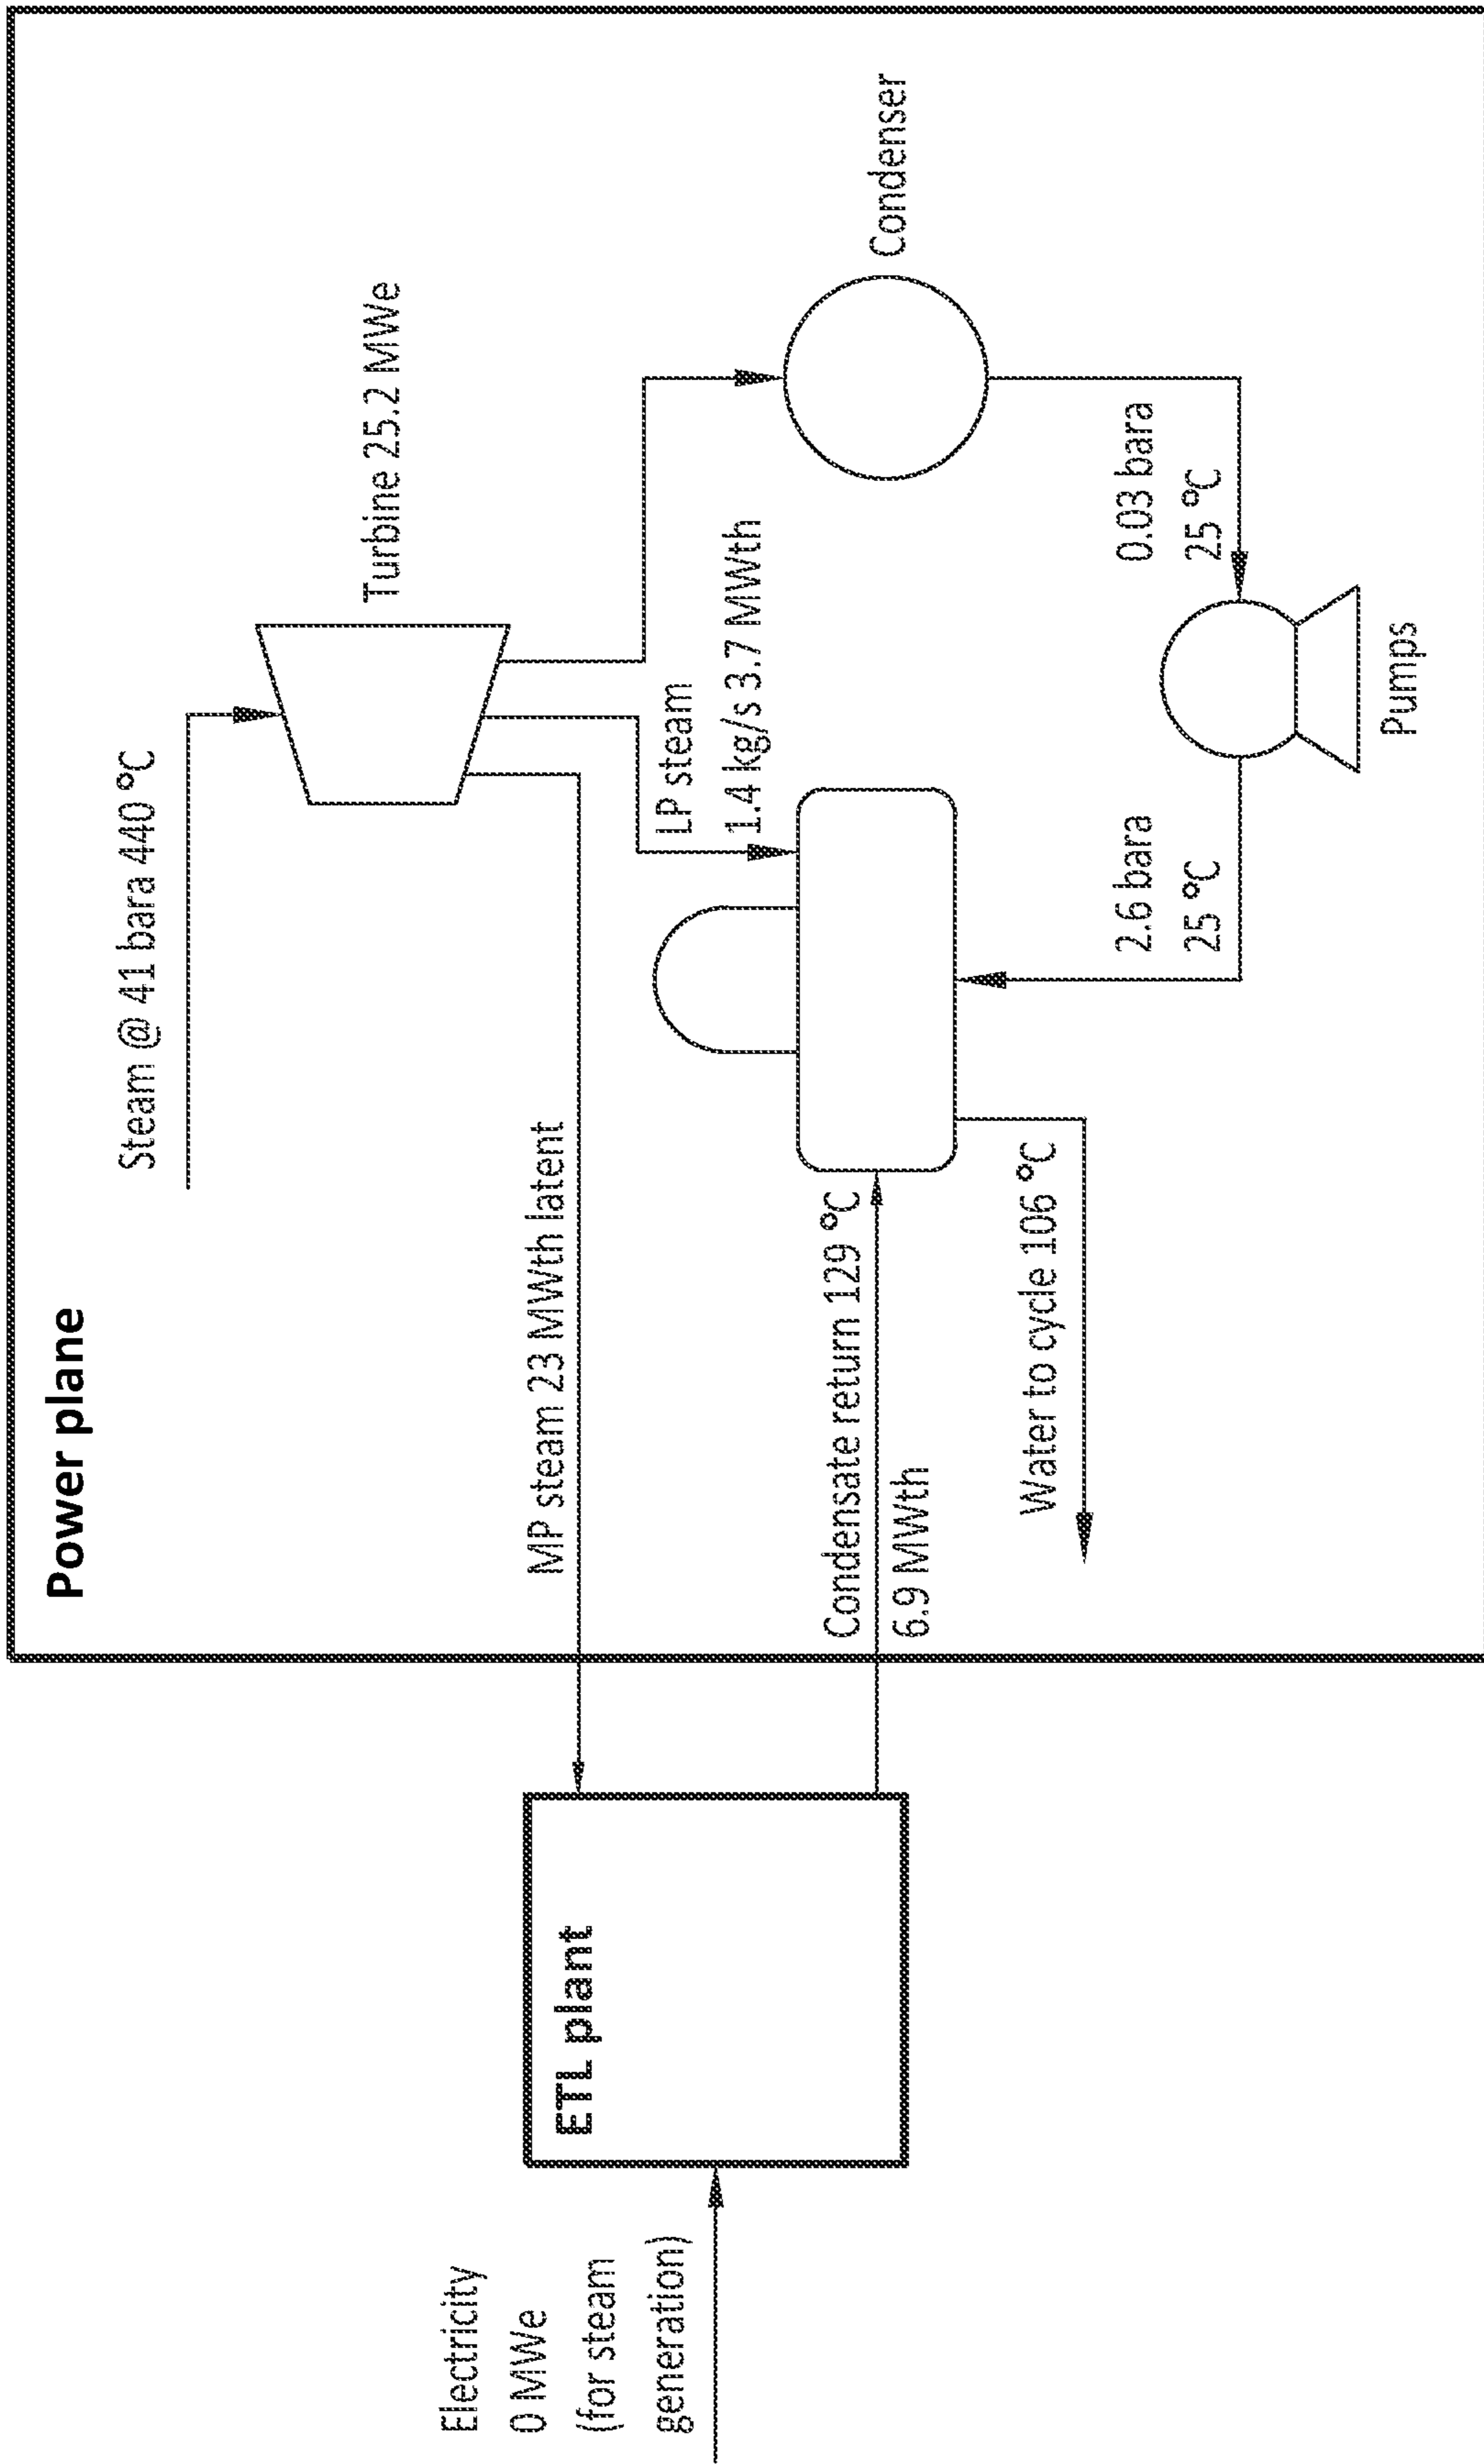 Power plane
Steam @ 41 bara 440 °C
Turbine 25.2 MWe
MP steam 23 MWth latent
LP steam
1.4 kg/s 3.7 MWth
Condenser
Condensate return 129 °C
6.9 MWth
Water to cycle 106 °C
2.6 bara
25 °C
0.03 bara
25 °C
Pumps
ETL plant
Electricity
0 MWe
(for steam
generation)